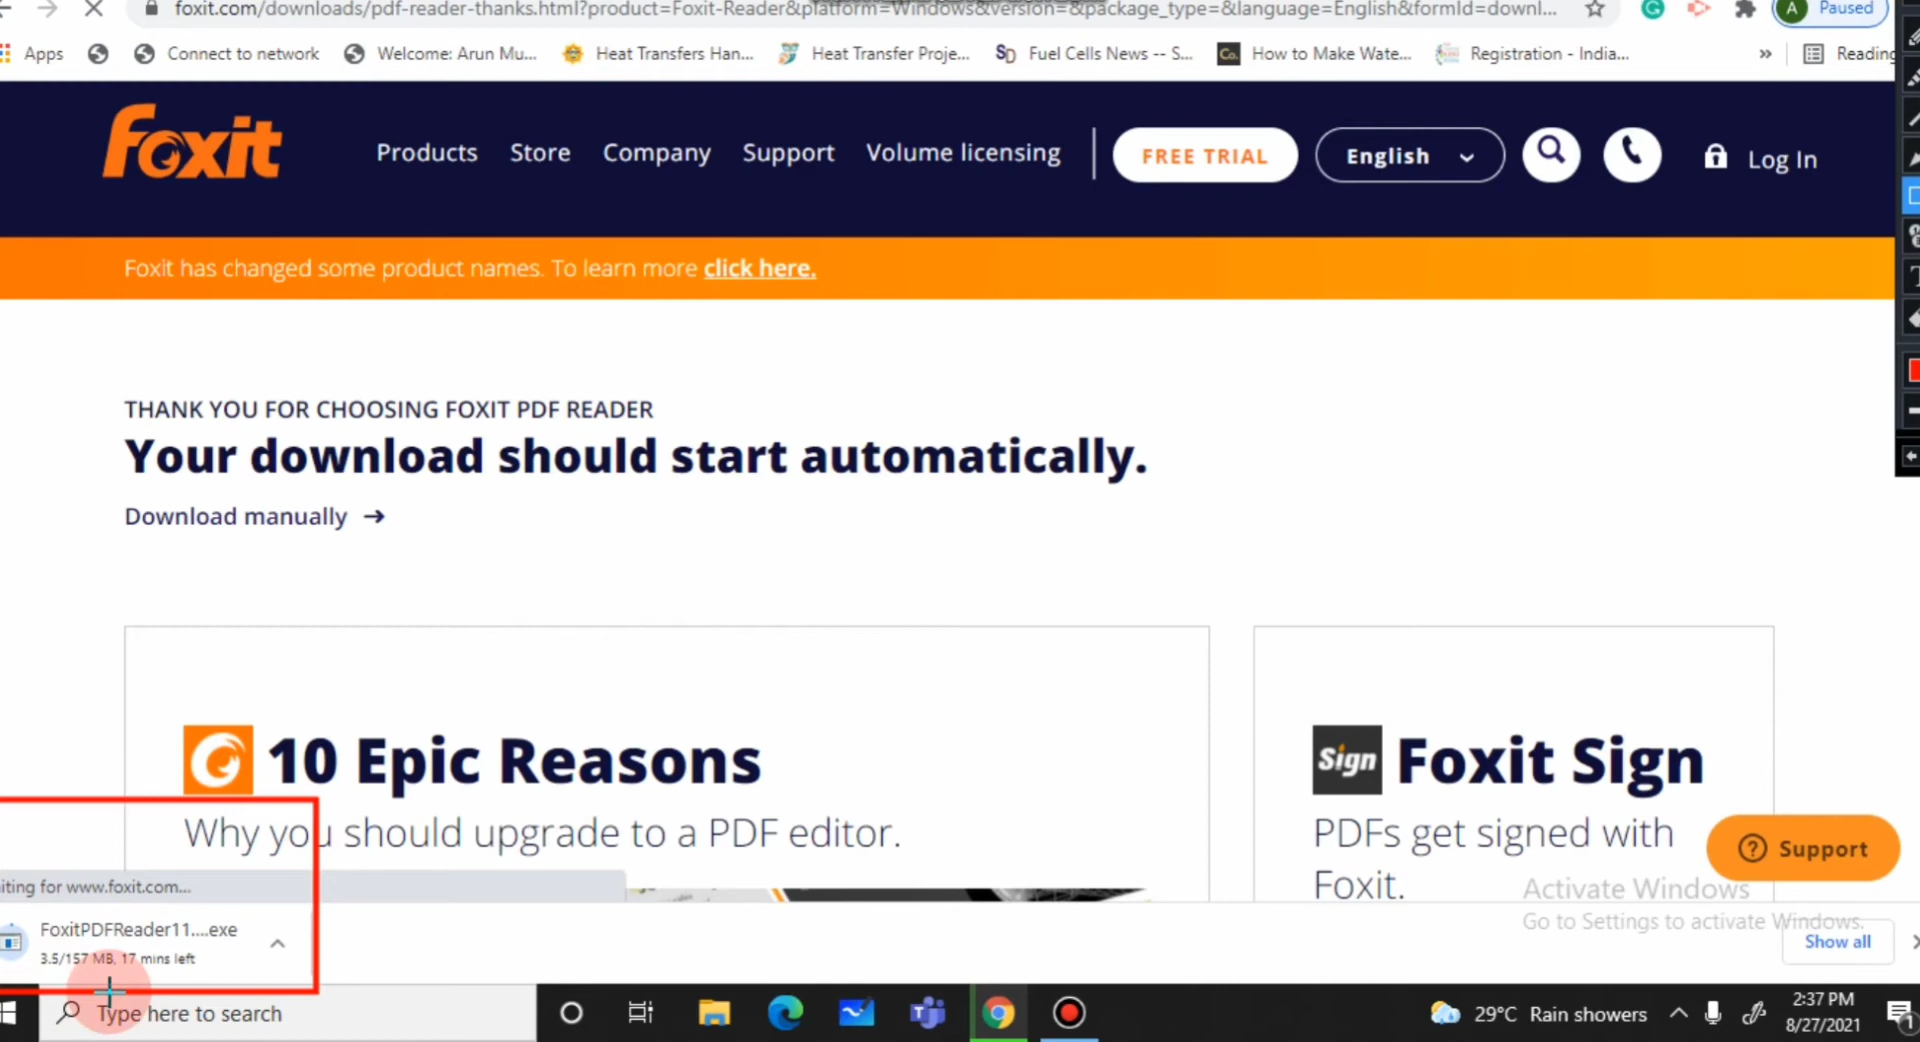 foxit.com/downloads/pdf-reader-thanks.html?product=Foxit-Reader&platform=Windows&version=&package_type=&language=English&formId=downl...
A Paused
Apps Connect to network Welcome: Arun Mu... Heat Transfers Han... Heat Transfer Proje... SD Fuel Cells News -- S... Co. How to Make Wate... Registration - India... » Reading
foxit Products Store Company Support Volume licensing FREE TRIAL English Log In
Foxit has changed some product names. To learn more click here.
THANK YOU FOR CHOOSING FOXIT PDF READER
Your download should start automatically.
Download manually →
10 Epic Reasons
Why you should upgrade to a PDF editor.
Sign Foxit Sign
PDFs get signed with
Foxit.
? Support
Activate Windows
Go to Settings to activate Windows.
iting for www.foxit.com...
FoxitPDFReader11....exe
3.5/157 MB, 17 mins left
Show all
Type here to search
29°C Rain showers
2:37 PM
8/27/2021
1